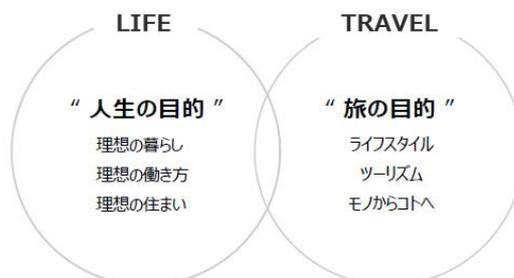 LIFE
“ 人生の目的 ”
理想の暮らし
理想の働き方
理想の住まい
TRAVEL
“ 旅の目的 ”
ライフスタイル
ツーリズム
モノからコトへ